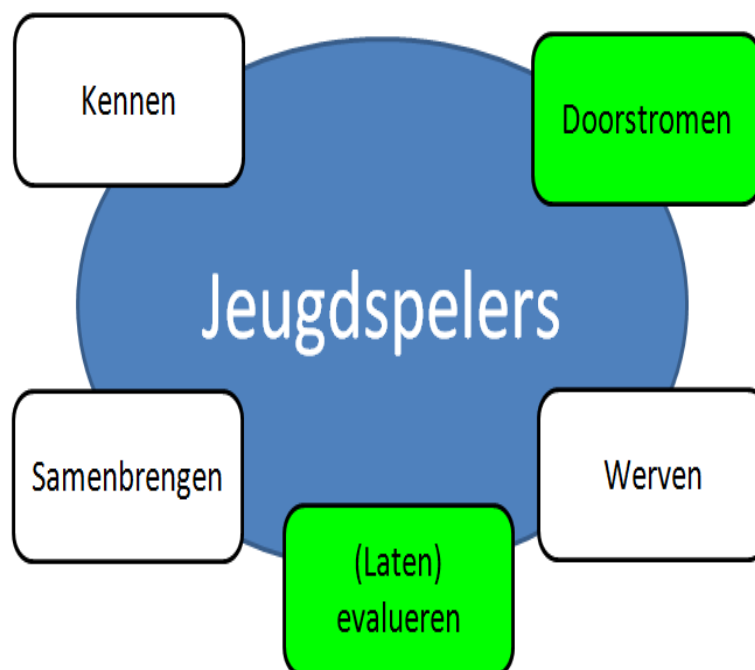 Kennen
Doorstromen
Jeugdspelers
Samenbrengen
Werven
(Laten)
evalueren